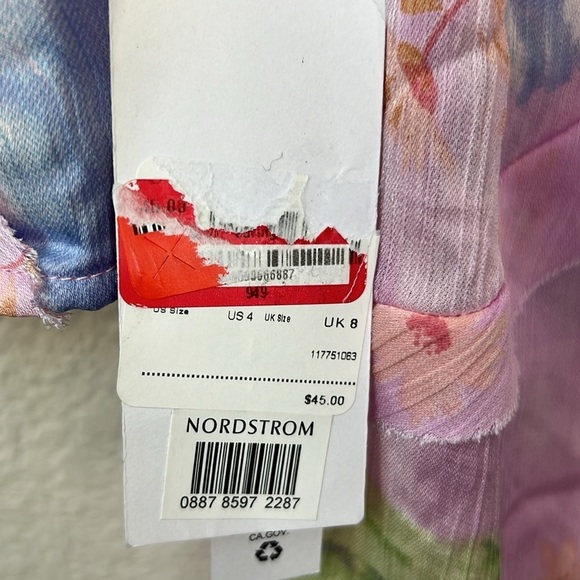 949
US Size US 4 UK Size UK 8
117751063
$45.00
NORDSTROM
0887 8597 2287
CA.GOV.